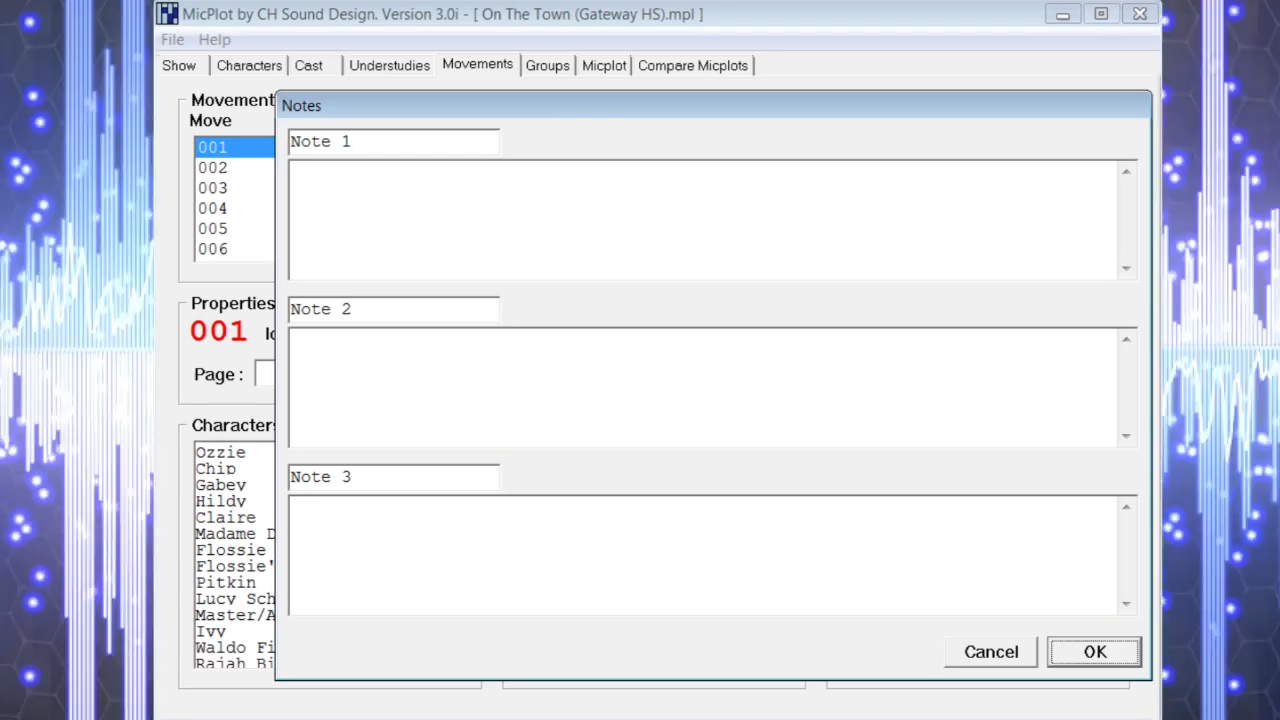 MicPlot by CH Sound Design. Version 3.0i - [ On The Town (Gateway HS).mpl ]
File Help
Show Characters Cast Understudies Movements Groups Micplot Compare Micplots
Movement
Move
001
002
003
004
005
006
Properties
001
Page :
Characters
Ozzie
Chip
Gabey
Hildy
Claire
Madame D
Flossie
Flossie'
Pitkin
Lucy Sch
Master/A
Ivy
Waldo Fi
Rajah Bi
Notes
Note 1
Note 2
Note 3
Cancel OK